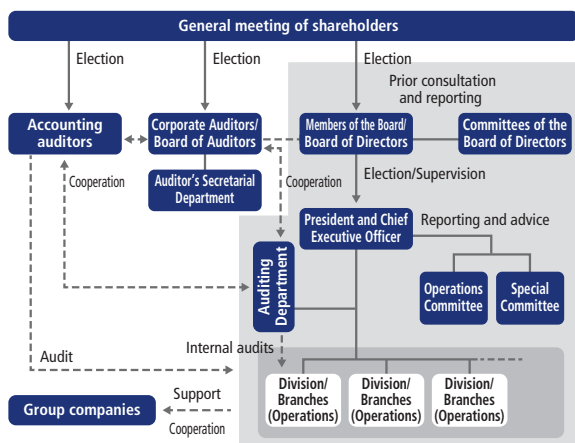 General meeting of shareholders
Election
Election
Election
Prior consultation
and reporting
Accounting
auditors
Corporate Auditors/
Board of Auditors
Members of the Board/
Board of Directors
Committees of the
Board of Directors
Cooperation
Auditor's Secretarial
Department
Cooperation
Election/Supervision
President and Chief
Executive Officer
Reporting and advice
Auditing
Department
Operations
Committee
Special
Committee
Internal audits
Audit
Division/
Branches
(Operations)
Division/
Branches
(Operations)
Division/
Branches
(Operations)
Group companies
Support
Cooperation